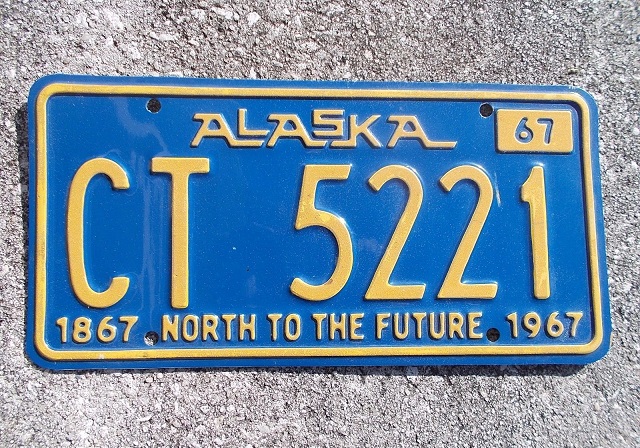 ALASKA 67
CT 5221
1867 NORTH TO THE FUTURE 1967